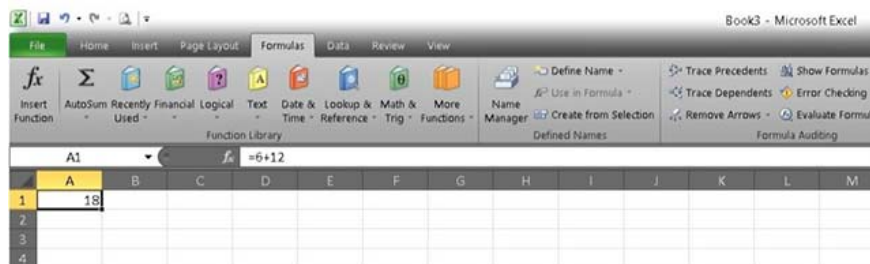 Book3 - Microsoft Excel
File Home Insert Page Layout Formulas Data Review View
fx Σ A ? θ
Insert Function
AutoSum
Recently Used
Financial
Logical
Text
Date & Time
Lookup & Reference
Math & Trig
More Functions
Function Library
Name Manager
Define Name
Use in Formula
Create from Selection
Defined Names
Trace Precedents
Trace Dependents
Remove Arrows
Show Formulas
Error Checking
Evaluate Formu
Formula Auditing
A1 fx =6+12
A B C D E F G H I J K L M
1 18
2
3
4